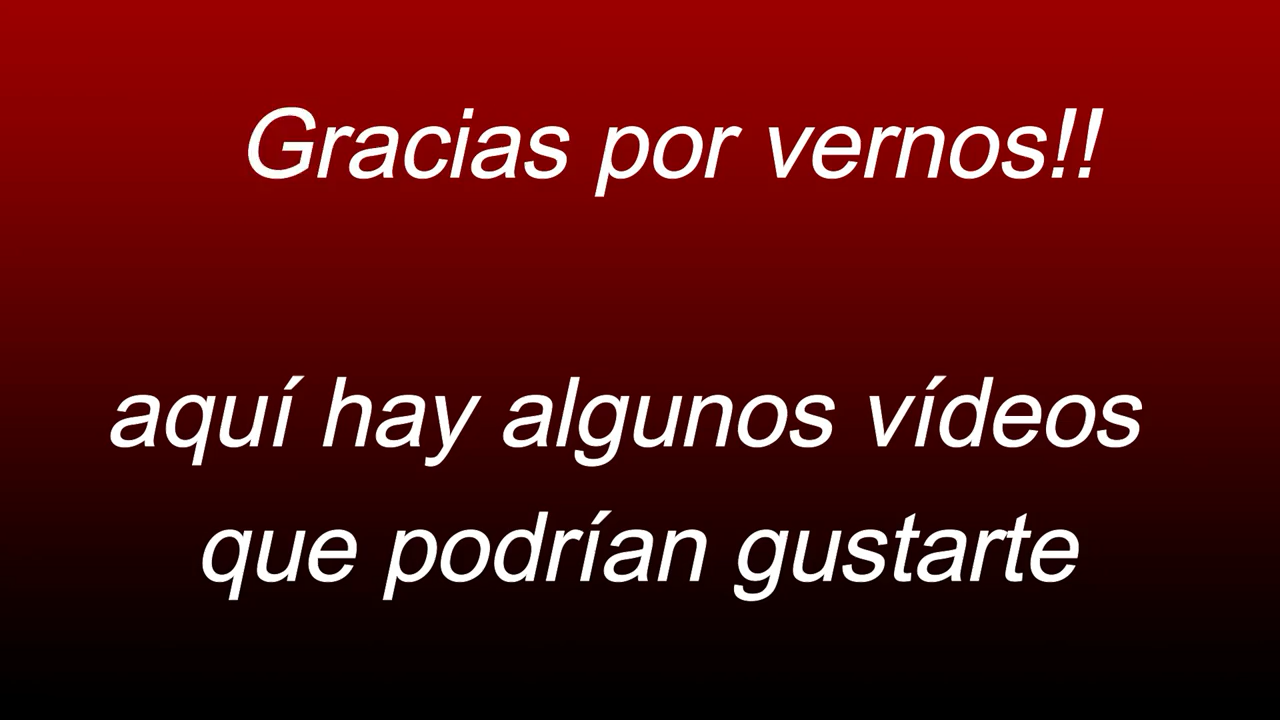 Gracias por vernos!!
aquí hay algunos vídeos
que podrían gustarte